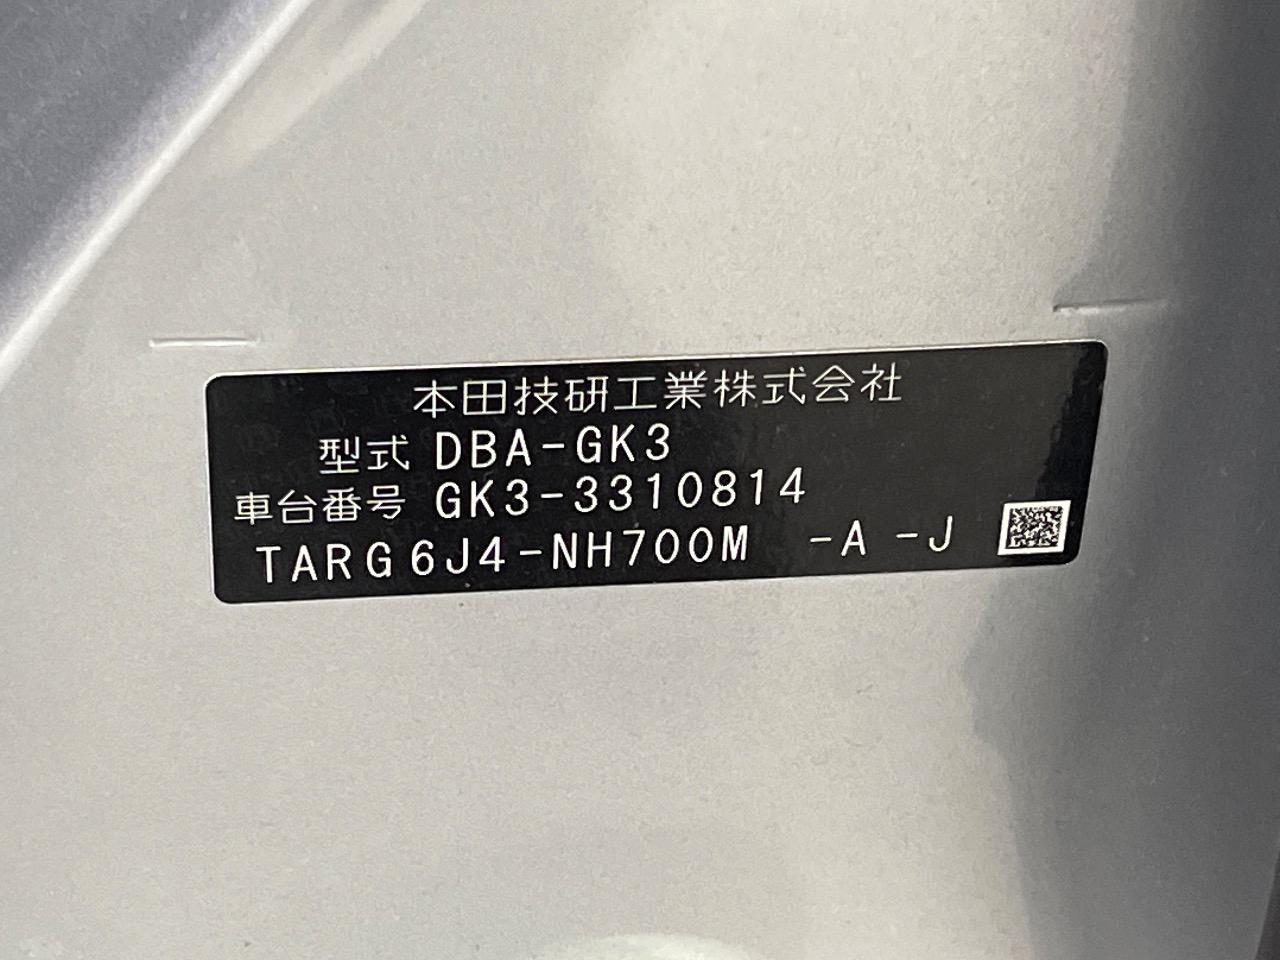 本田技研工業株式会社
型式 DBA-GK3
車台番号 GK3-3310814
TARG6J4-NH700M -A -J